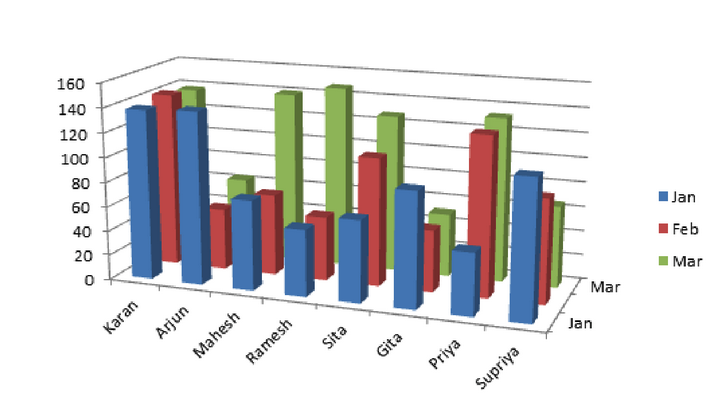 160
140
120
100
80
60
40
20
0
Karan
Arjun
Mahesh
Ramesh
Sita
Gita
Priya
Supriya
Mar
Jan
Jan
Feb
Mar